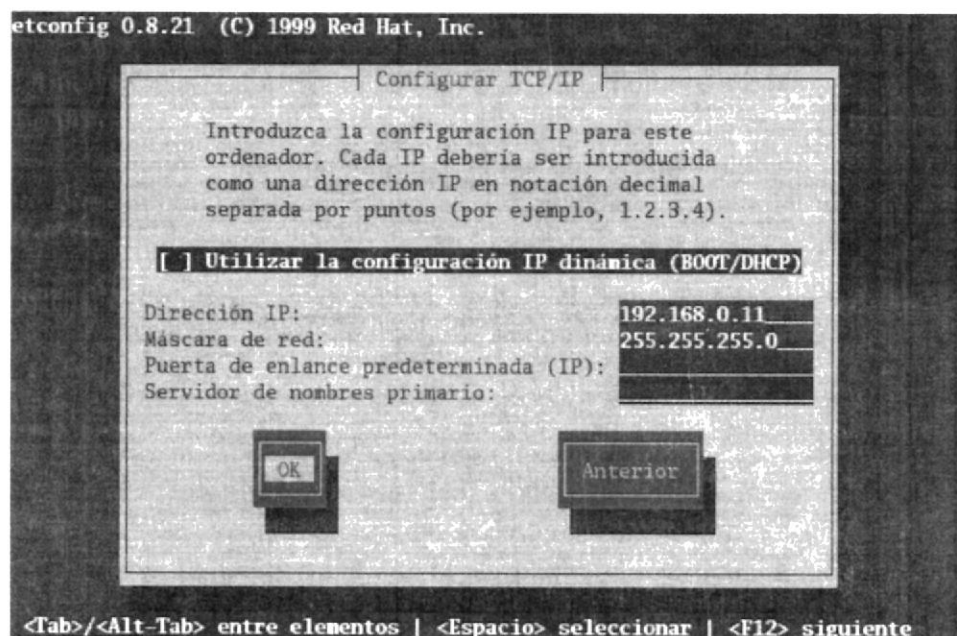 etconfig 0.8.21 (C) 1999 Red Hat, Inc.
Configurar TCP/IP
Introduzca la configuración IP para este
ordenador. Cada IP debería ser introducida
como una dirección IP en notación decimal
separada por puntos (por ejemplo, 1.2.3.4).
[ ] Utilizar la configuración IP dinámica (BOOT/DHCP)
Dirección IP: 192.168.0.11
Máscara de red: 255.255.255.0
Puerta de enlance predeterminada (IP):
Servidor de nombres primario:
OK Anterior
<Tab>/<Alt-Tab> entre elementos | <Espacio> seleccionar | <F12> siguiente